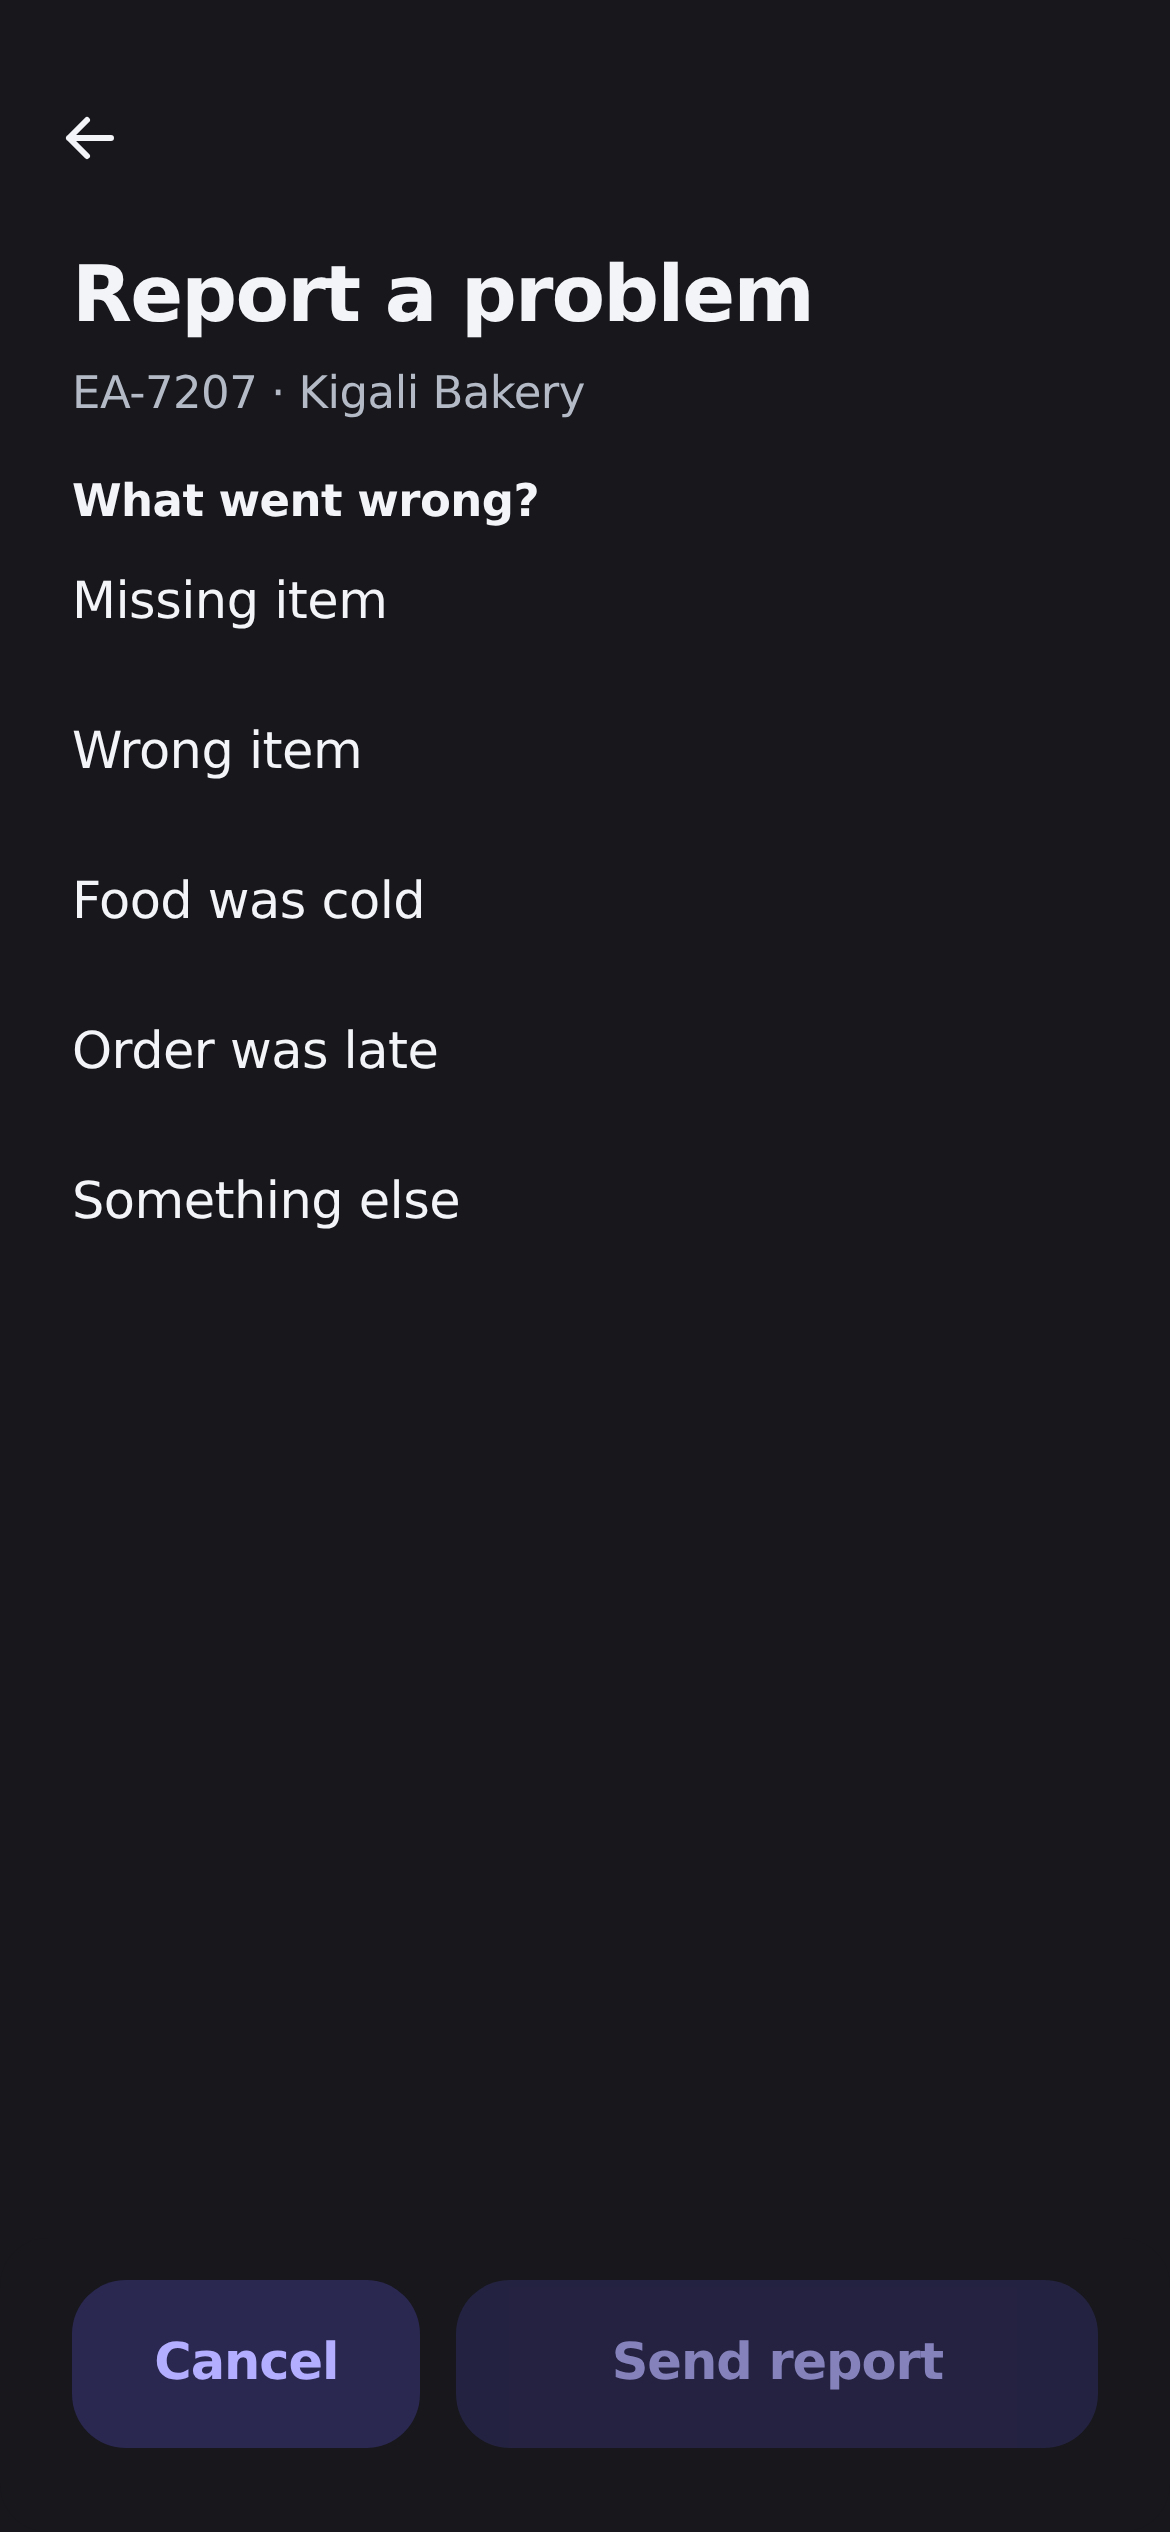 Report a problem
EA-7207 · Kigali Bakery
What went wrong?
Missing item
Wrong item
Food was cold
Order was late
Something else
Cancel
Send report